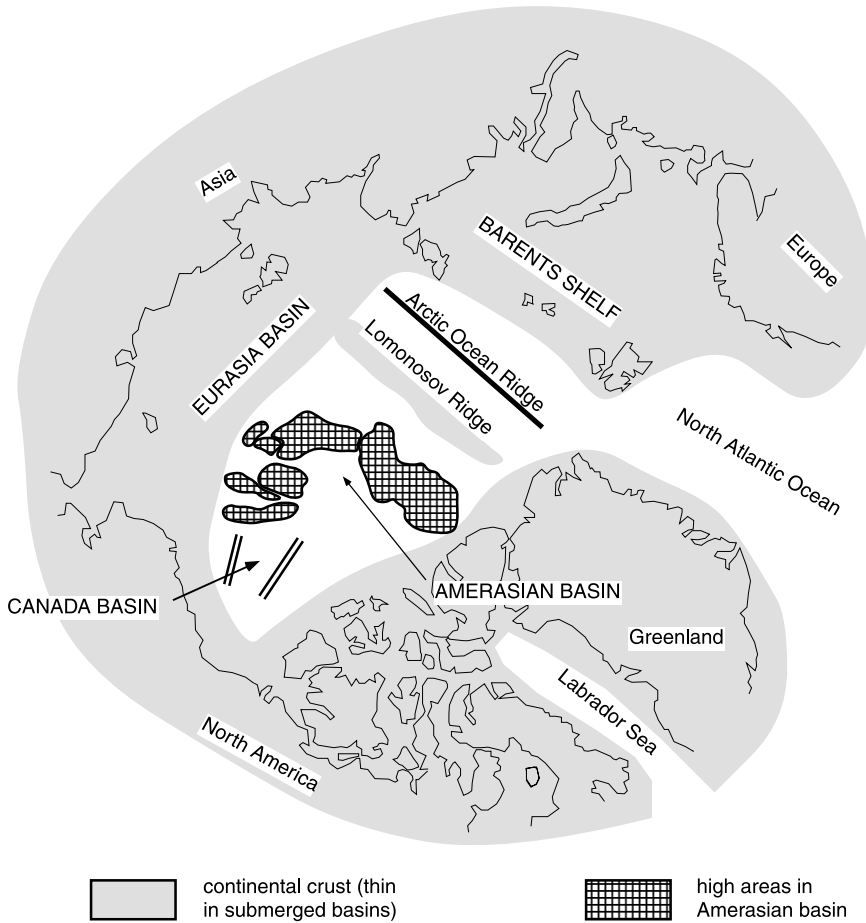 Asia
BARENTS SHELF
Europe
EURASIA BASIN
Arctic Ocean Ridge
Lomonosov Ridge
North Atlantic Ocean
CANADA BASIN
AMERASIAN BASIN
Greenland
Labrador Sea
North America
continental crust (thin
in submerged basins)
high areas in
Amerasian basin